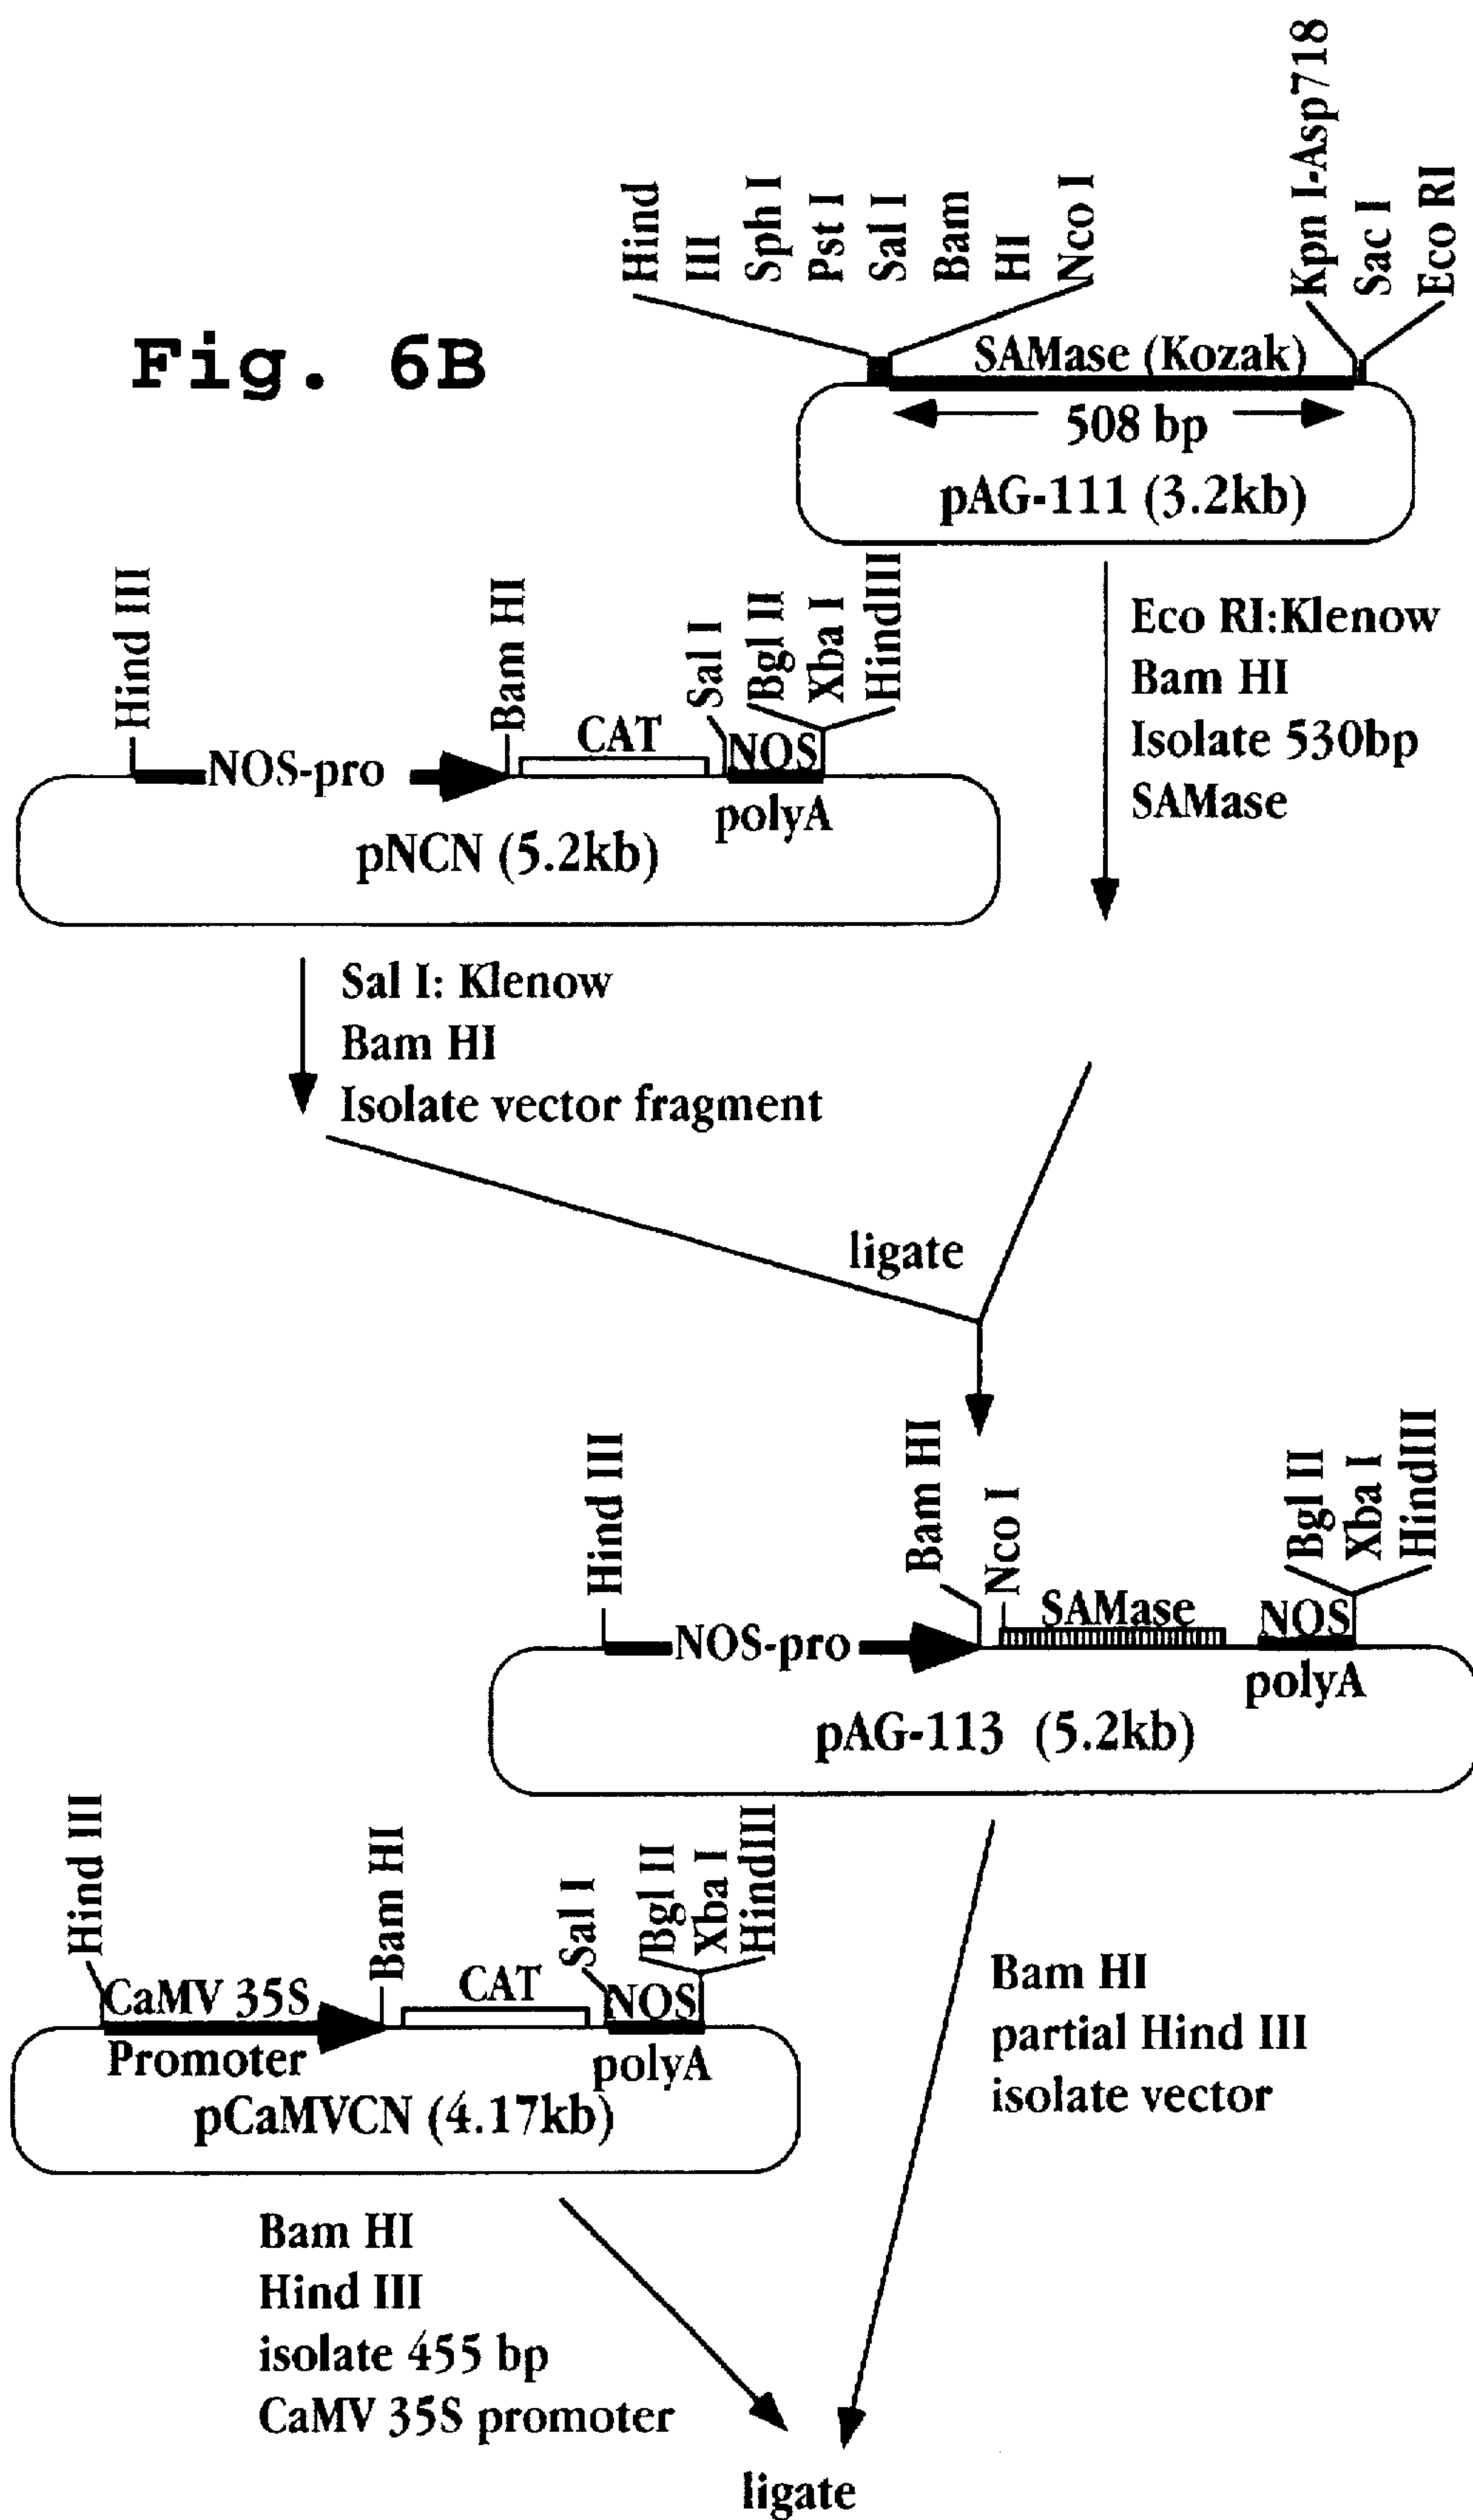 Fig. 6B
Hind
III
Sph I
Pst I
Sal I
Bam
HI
Nco I
Kpn I-Asp718
Sac I
Eco RI
SAMase (Kozak)
508 bp
pAG-111 (3.2kb)
Eco RI:Klenow
Bam HI
Isolate 530bp
SAMase
Hind III
Bam HI
Sal I
Bgl II
Xba I
HindIII
NOS-pro
CAT
NOS
polyA
pNCN (5.2kb)
Sal I: Klenow
Bam HI
Isolate vector fragment
ligate
Hind III
Bam HI
Nco I
Bgl II
Xba I
HindIII
NOS-pro
SAMase
NOS
polyA
pAG-113 (5.2kb)
Hind III
Bam HI
Sal I
Bgl II
Xba I
HindIII
CaMV 35S
Promoter
CAT
NOS
polyA
pCaMVCN (4.17kb)
Bam HI
partial Hind III
isolate vector
Bam HI
Hind III
isolate 455 bp
CaMV 35S promoter
ligate